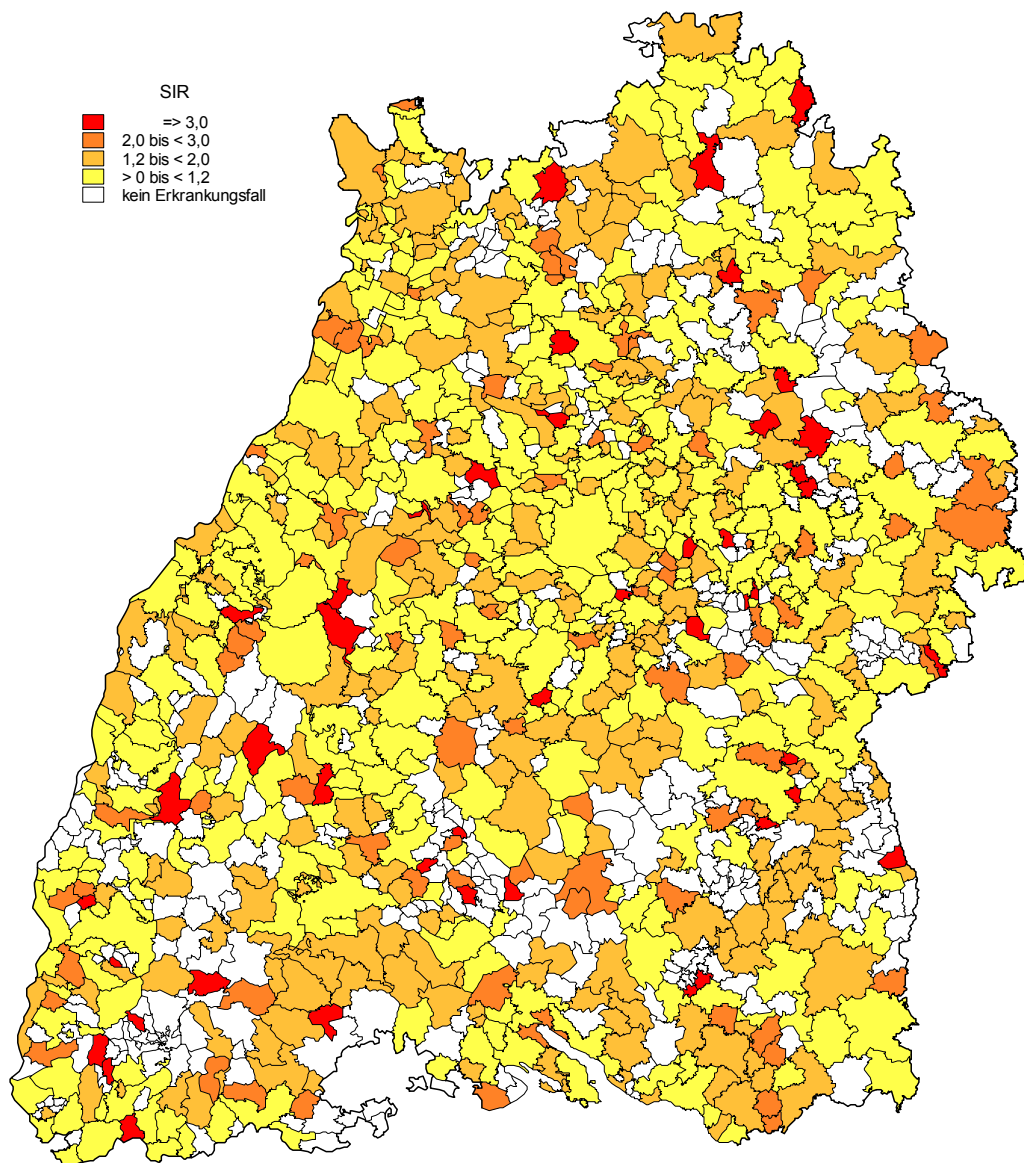 SIR
=> 3,0
2,0 bis < 3,0
1,2 bis < 2,0
> 0 bis < 1,2
kein Erkrankungsfall